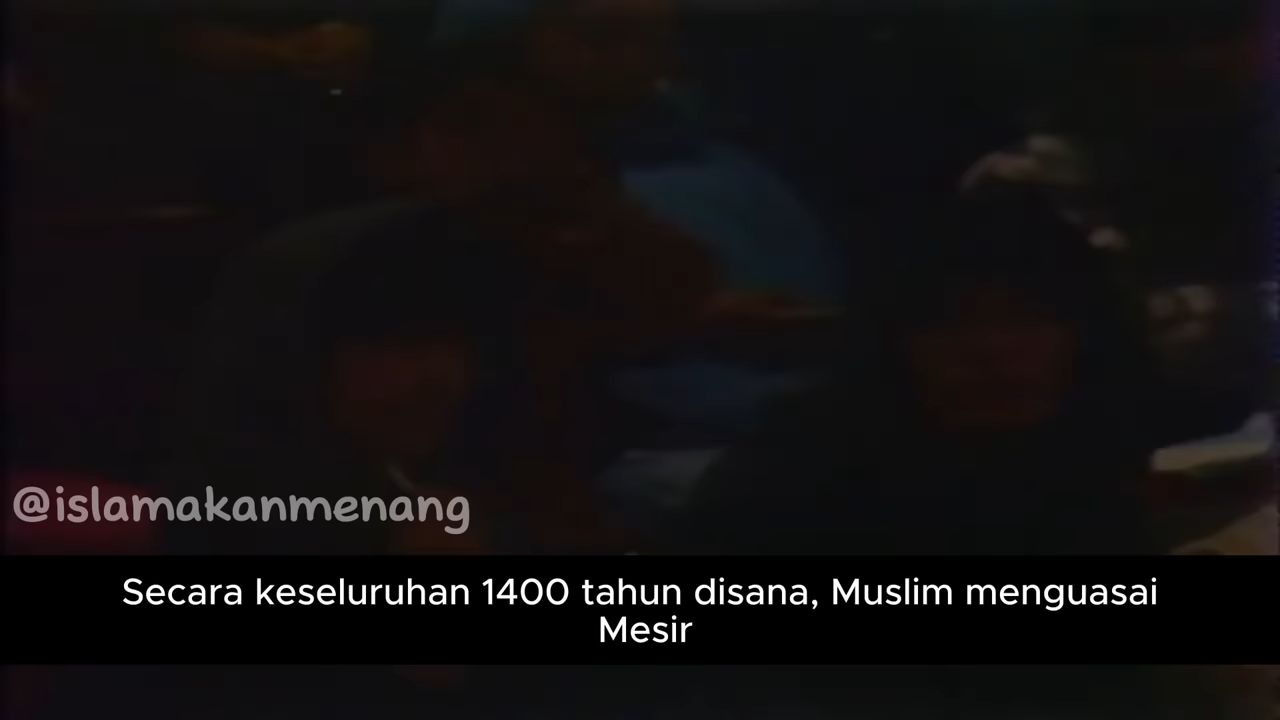 @islamakanmenang
Secara keseluruhan 1400 tahun disana, Muslim menguasai
Mesir